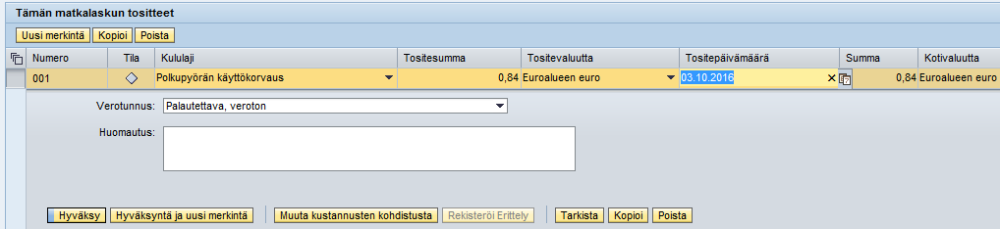 Tämän matkalaskun tositteet
Uusi merkintä Kopioi Poista
Numero Tila Kululaji Tositesumma Tositevaluutta Tositepäivämäärä Summa Kotivaluutta
001 Polkupyörän käyttökorvaus 0,84 Euroalueen euro 03.10.2016 0,84 Euroalueen euro
Verotunnus: Palautettava, veroton
Huomautus:
Hyväksy Hyväksyntä ja uusi merkintä Muuta kustannusten kohdistusta Rekisteröi Erittely Tarkista Kopioi Poista